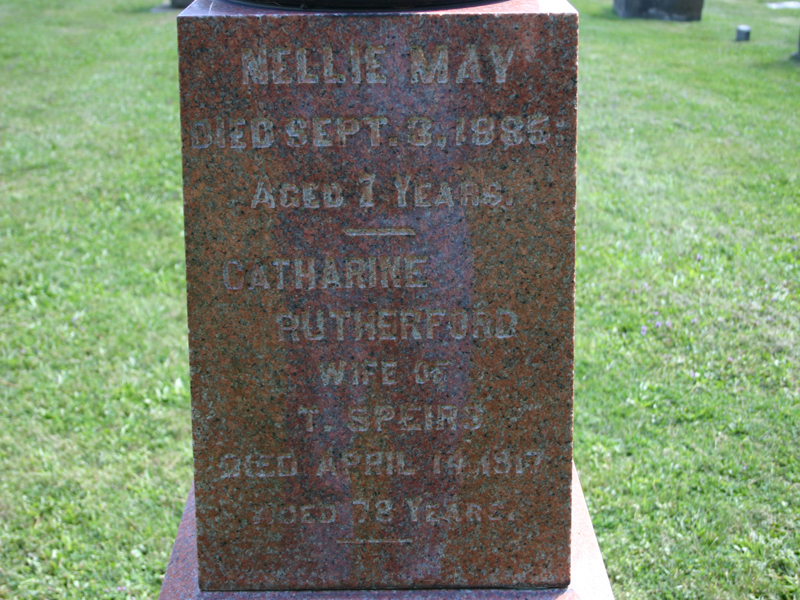 NELLIE MAY
DIED SEPT. 3, 1885.
AGED 7 YEARS.
CATHARINE
RUTHERFORD
WIFE OF
T. SPEIRS
DIED APRIL 14, 1917
AGED 78 YEARS.